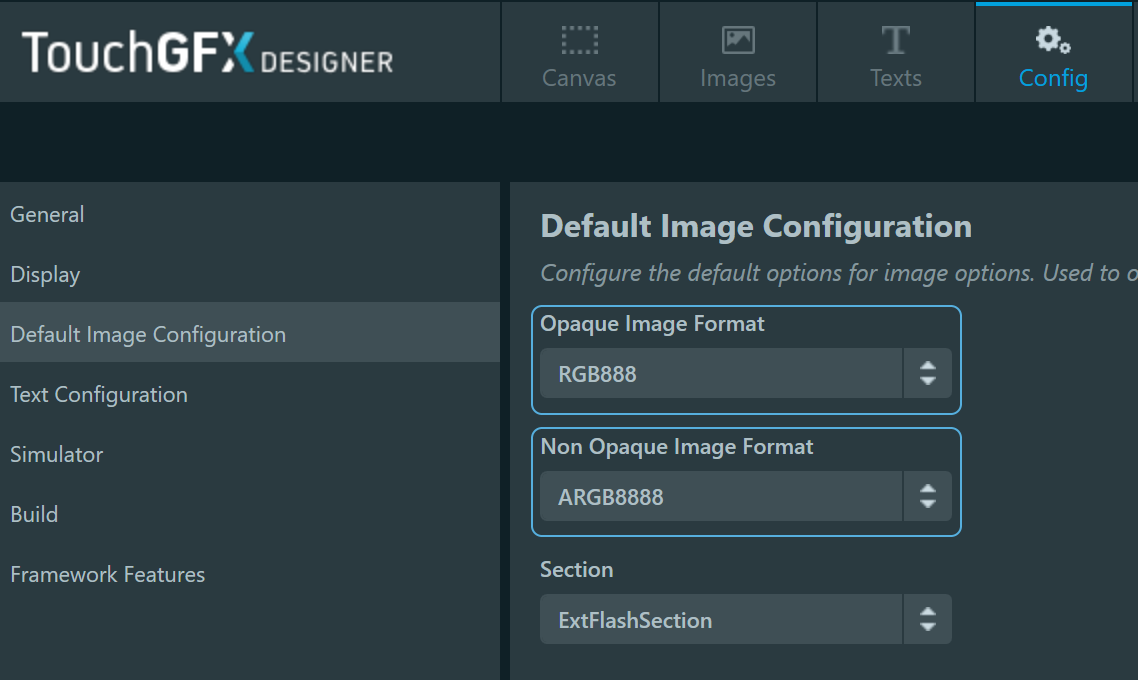 TouchGFX DESIGNER
Canvas
Images
Texts
Config
General
Display
Default Image Configuration
Text Configuration
Simulator
Build
Framework Features
Default Image Configuration
Configure the default options for image options. Used to o
Opaque Image Format
RGB888
Non Opaque Image Format
ARGB8888
Section
ExtFlashSection